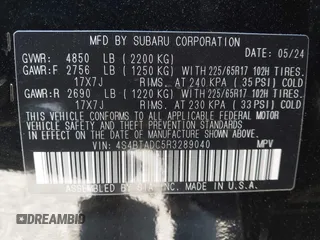 MFD. BY SUBARU CORPORATION 05/24
GVWR: 4850 LB (2200 KG)
GAWR:F 2756 LB (1250 KG) WITH 225/65R17 102H TIRES,
17X7J RIMS, AT 240 KPA (35 PSI) COLD
GAWR:R 2690 LB (1220 KG) WITH 225/65R17 102H TIRES,
17X7J RIMS, AT 230 KPA (33 PSI) COLD
THIS VEHICLE CONFORMS TO ALL APPLICABLE
FEDERAL MOTOR VEHICLE SAFETY AND
THEFT PREVENTION STANDARDS IN EFFECT ON
THE DATE OF MANUFACTURE SHOWN ABOVE.
VIN: 4S4BTADC5R3289040 MPV
ASSEMBLED BY SIA, INC. MADE IN U.S.A.
DREAMBID